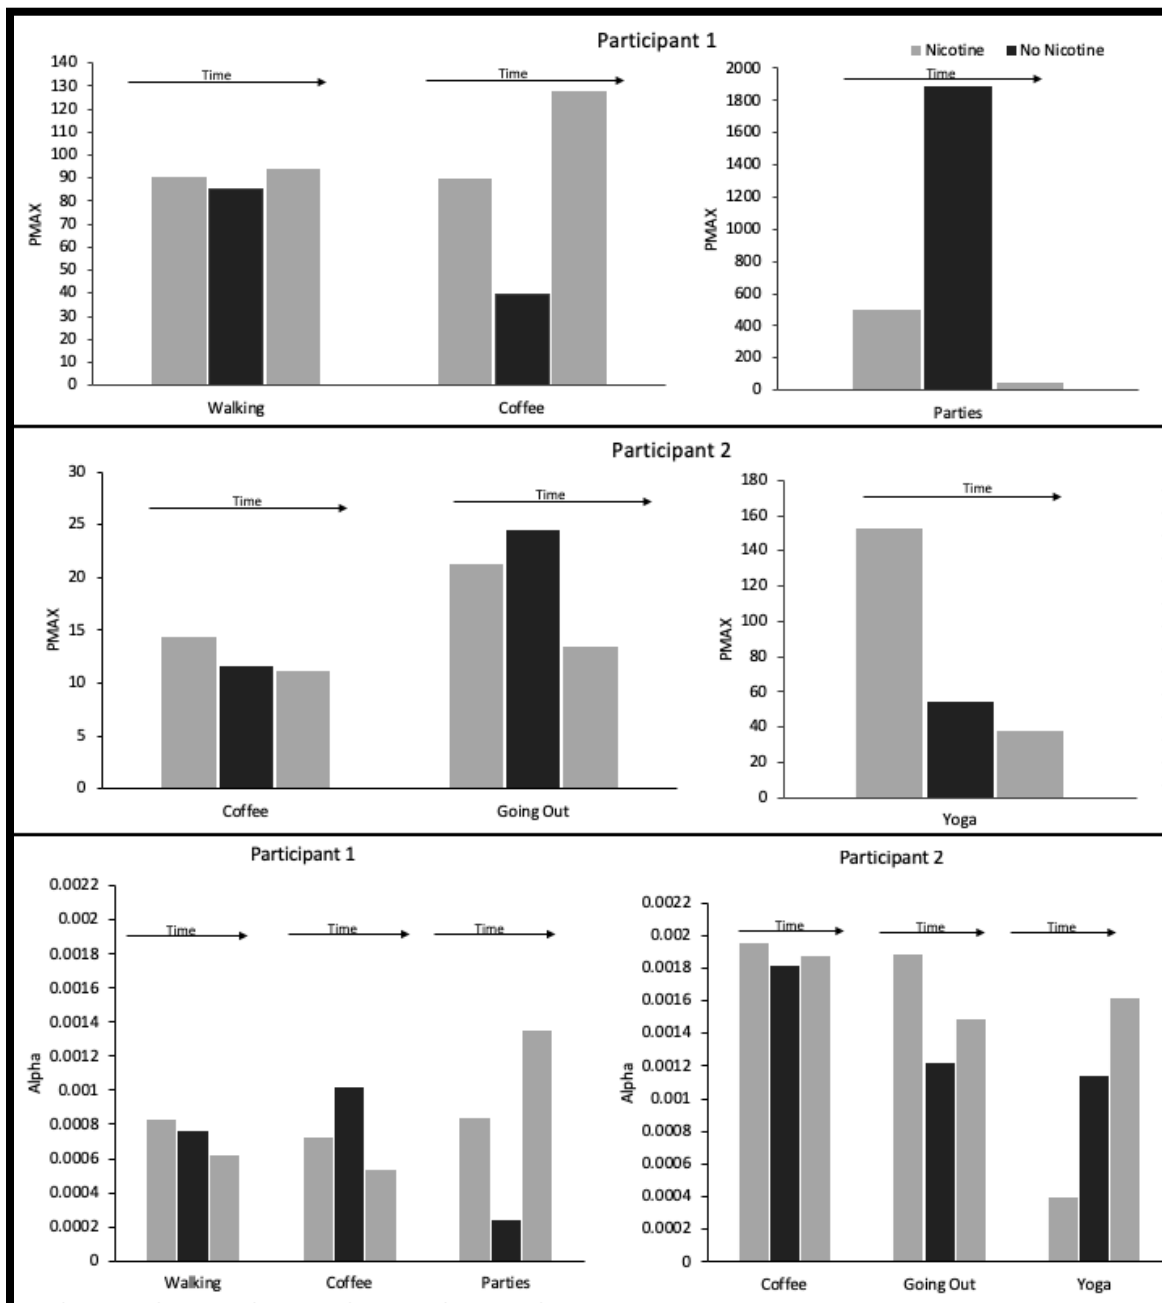 Participant 1
Nicotine No Nicotine
140
130
120
110
100
90
80
70
60
50
40
30
20
10
0
PMAX
Time
Time
Walking
Coffee
2000
1800
1600
1400
1200
1000
800
600
400
200
0
PMAX
Time
Parties
Participant 2
30
25
20
15
10
5
0
PMAX
Time
Time
Coffee
Going Out
180
160
140
120
100
80
60
40
20
0
PMAX
Time
Yoga
Participant 1
0.0022
0.002
0.0018
0.0016
0.0014
0.0012
0.001
0.0008
0.0006
0.0004
0.0002
0
Alpha
Time
Time
Time
Walking
Coffee
Parties
Participant 2
0.0022
0.002
0.0018
0.0016
0.0014
0.0012
0.001
0.0008
0.0006
0.0004
0.0002
0
Alpha
Time
Time
Time
Coffee
Going Out
Yoga